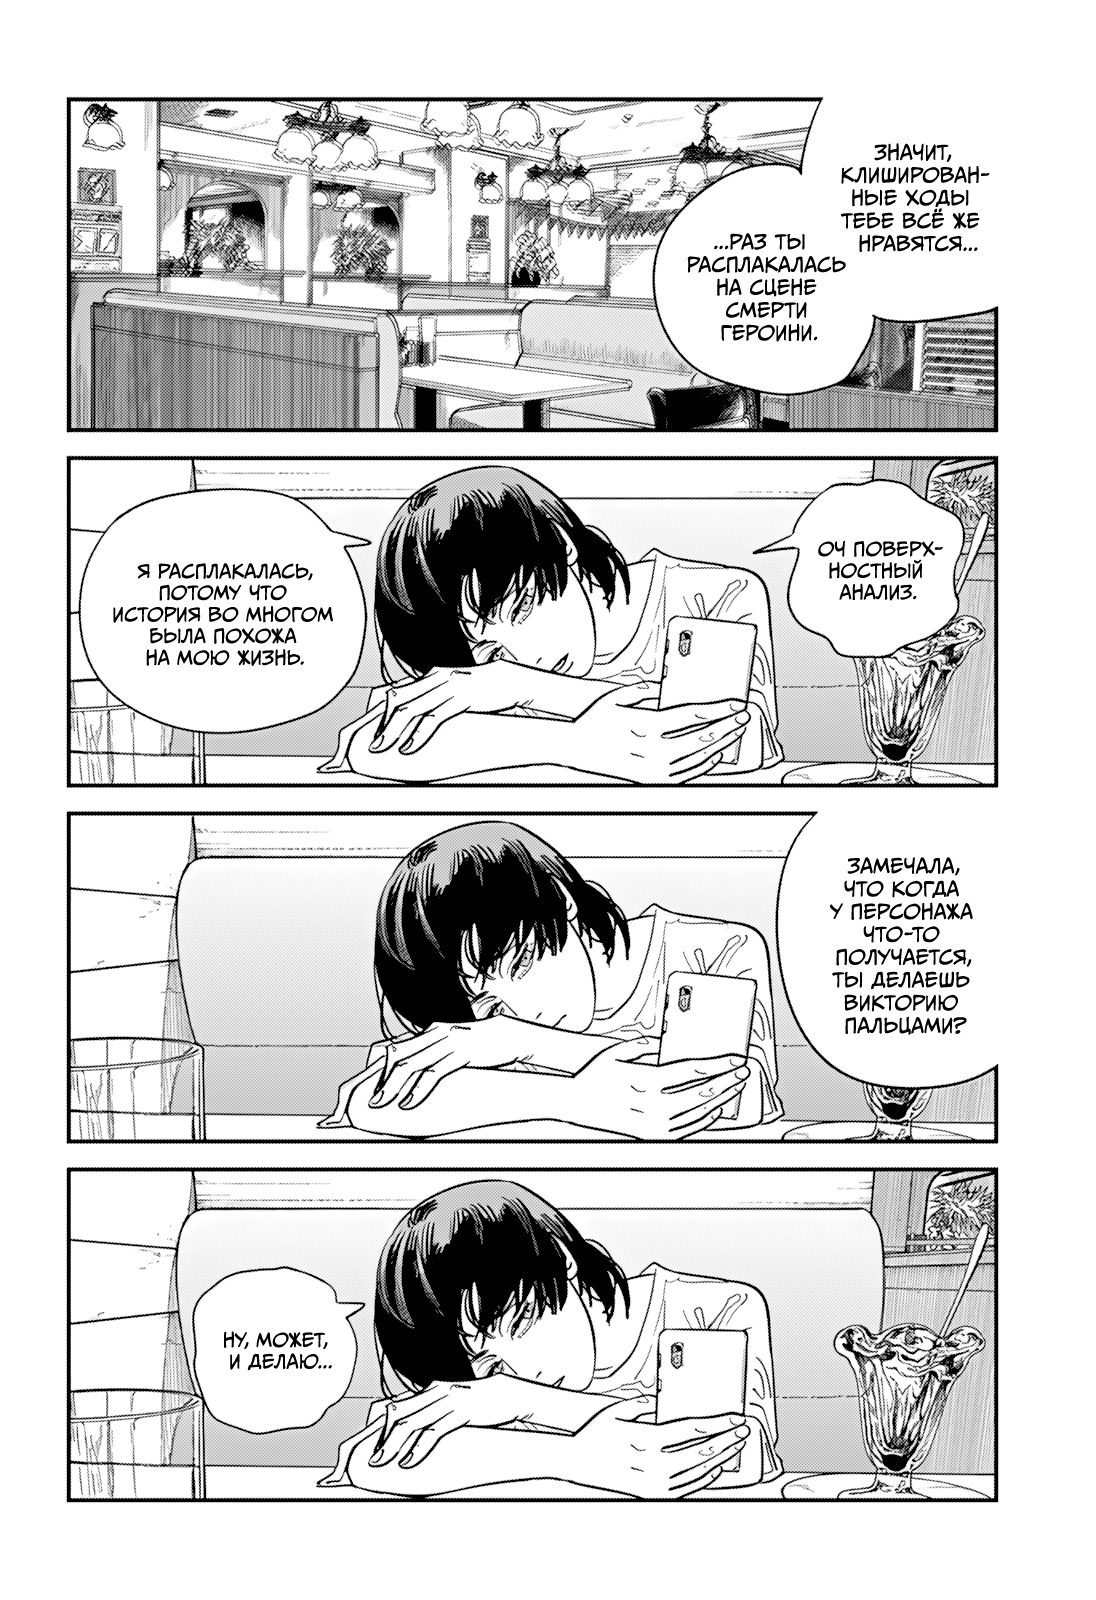 ЗНАЧИТ,
КЛИШИРОВАН-
НЫЕ ХОДЫ
ТЕБЕ ВСЁ ЖЕ
НРАВЯТСЯ...
...РАЗ ТЫ
РАСПЛАКАЛАСЬ
НА СЦЕНЕ
СМЕРТИ
ГЕРОИНИ.
ОЧ ПОВЕРХ-
НОСТНЫЙ
АНАЛИЗ.
Я РАСПЛАКАЛАСЬ,
ПОТОМУ ЧТО
ИСТОРИЯ ВО МНОГОМ
БЫЛА ПОХОЖА
НА МОЮ ЖИЗНЬ.
ЗАМЕЧАЛА,
ЧТО КОГДА
У ПЕРСОНАЖА
ЧТО-ТО
ПОЛУЧАЕТСЯ,
ТЫ ДЕЛАЕШЬ
ВИКТОРИЮ
ПАЛЬЦАМИ?
НУ, МОЖЕТ,
И ДЕЛАЮ...